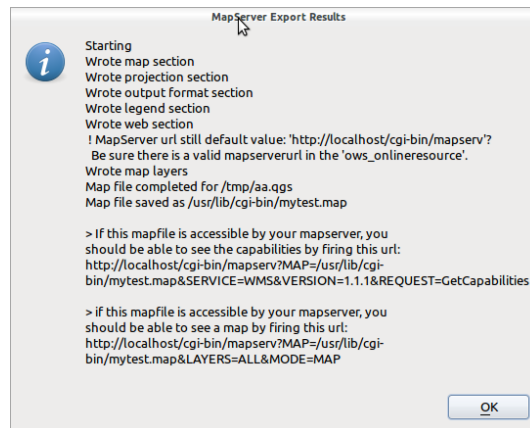 MapServer Export Results
Starting
Wrote map section
Wrote projection section
Wrote output format section
Wrote legend section
Wrote web section
! MapServer url still default value: 'http://localhost/cgi-bin/mapserv'?
Be sure there is a valid mapserverurl in the 'ows_onlineresource'.
Wrote map layers
Map file completed for /tmp/aa.qgs
Map file saved as /usr/lib/cgi-bin/mytest.map
> If this mapfile is accessible by your mapserver, you
should be able to see the capabilities by firing this url:
http://localhost/cgi-bin/mapserv?MAP=/usr/lib/cgi-
bin/mytest.map&SERVICE=WMS&VERSION=1.1.1&REQUEST=GetCapabilities
> if this mapfile is accessible by your mapserver, you
should be able to see a map by firing this url:
http://localhost/cgi-bin/mapserv?MAP=/usr/lib/cgi-
bin/mytest.map&LAYERS=ALL&MODE=MAP
OK